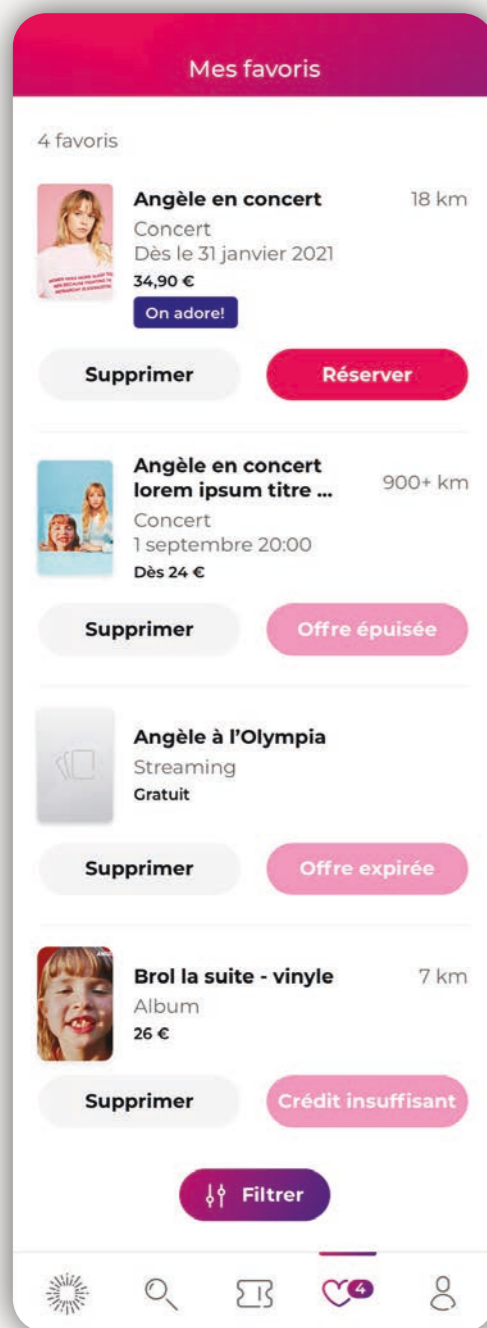 Mes favoris
4 favoris
Angèle en concert
18 km
Concert
Dès le 31 janvier 2021
34,90 €
On adore!
Supprimer
Réserver
Angèle en concert
lorem ipsum titre ...
900+ km
Concert
1 septembre 20:00
Dès 24 €
Supprimer
Offre épuisée
Angèle à l’Olympia
Streaming
Gratuit
Supprimer
Offre expirée
Brol la suite - vinyle
7 km
Album
26 €
Supprimer
Crédit insuffisant
Filtrer
4